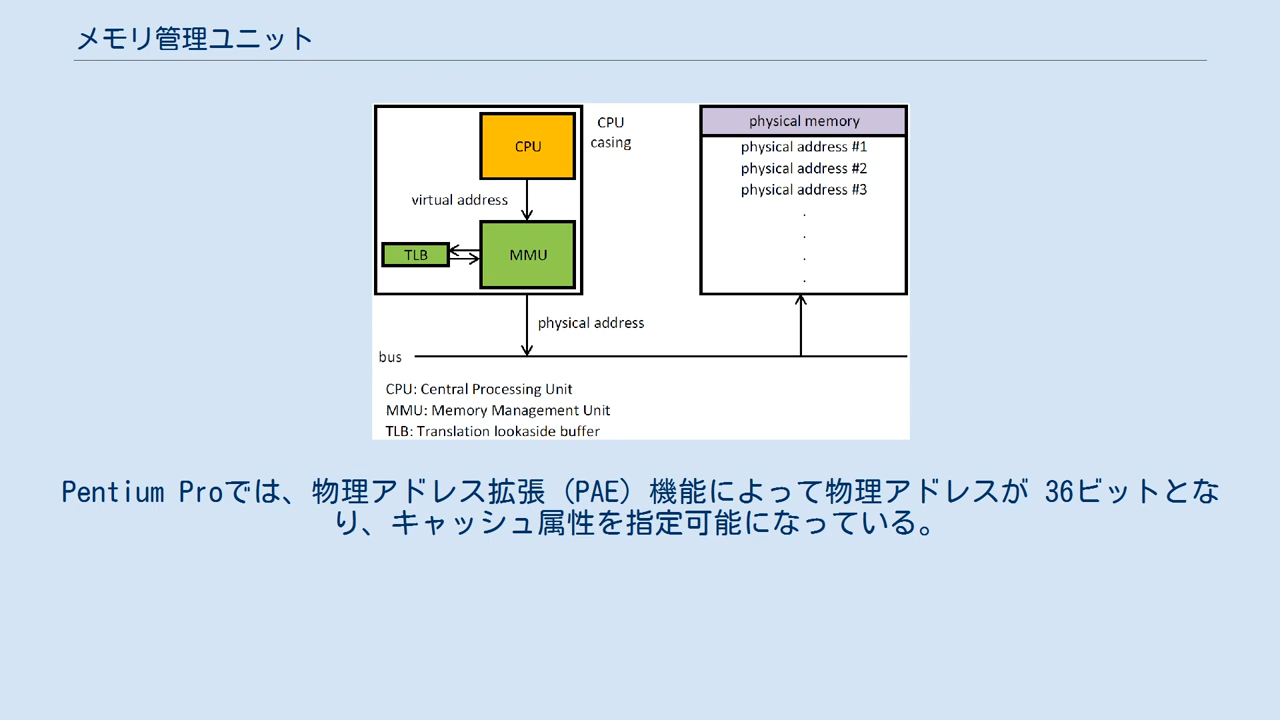 メモリ管理ユニット
CPU
CPU
casing
virtual address
TLB
MMU
physical address
bus
physical memory
physical address #1
physical address #2
physical address #3
.
.
.
.
CPU: Central Processing Unit
MMU: Memory Management Unit
TLB: Translation lookaside buffer
Pentium Proでは、物理アドレス拡張（PAE）機能によって物理アドレスが 36ビットとな
り、キャッシュ属性を指定可能になっている。